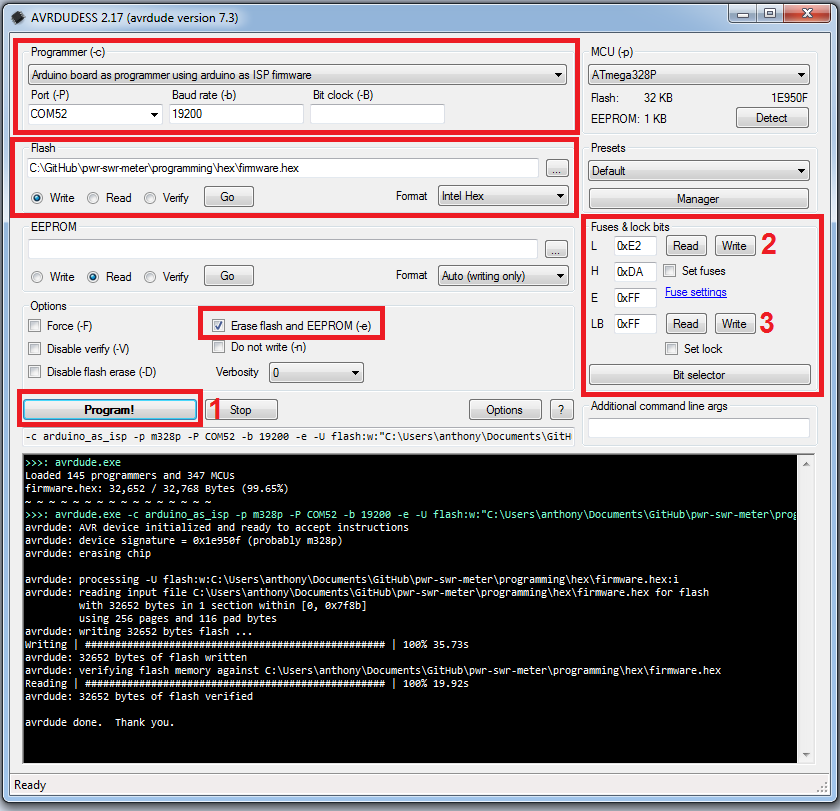 AVRDUDESS 2.17 (avrdude version 7.3)
Programmer (-c)
Arduino board as programmer using arduino as ISP firmware
Port (-P)
Baud rate (-b)
Bit clock (-B)
COM52
19200
MCU (-p)
ATmega328P
Flash: 32 KB 1E950F
EEPROM: 1 KB
Detect
Flash
C:\GitHub\pwr-swr-meter\programming\hex\firmware.hex
...
Write Read Verify Go
Format Intel Hex
Presets
Default
Manager
EEPROM
...
Write Read Verify Go
Format Auto (writing only)
Fuses & lock bits
L 0xE2 Read Write 2
H 0xDA Set fuses
E 0xFF Fuse settings
LB 0xFF Read Write 3
Set lock
Bit selector
Options
Force (-F)
Erase flash and EEPROM (-e)
Disable verify (-V)
Do not write (-n)
Disable flash erase (-D)
Verbosity 0
Program! 1 Stop
Options
?
Additional command line args
-c arduino_as_isp -p m328p -P COM52 -b 19200 -e -U flash:w:"C:\Users\anthony\Documents\GitH
>>>: avrdude.exe
Loaded 145 programmers and 347 MCUs
firmware.hex: 32,652 / 32,768 Bytes (99.65%)
~ ~ ~ ~ ~ ~ ~ ~ ~ ~ ~ ~ ~ ~ ~ ~
>>>: avrdude.exe -c arduino_as_isp -p m328p -P COM52 -b 19200 -e -U flash:w:"C:\Users\anthony\Documents\GitHub\pwr-swr-meter\prog
avrdude: AVR device initialized and ready to accept instructions
avrdude: device signature = 0x1e950f (probably m328p)
avrdude: erasing chip
avrdude: processing -U flash:w:C:\Users\anthony\Documents\GitHub\pwr-swr-meter\programming\hex\firmware.hex:i
avrdude: reading input file C:\Users\anthony\Documents\GitHub\pwr-swr-meter\programming\hex\firmware.hex for flash
with 32652 bytes in 1 section within [0, 0x7f8b]
using 256 pages and 116 pad bytes
avrdude: writing 32652 bytes flash ...
Writing | ################################################## | 100% 35.73s
avrdude: 32652 bytes of flash written
avrdude: verifying flash memory against C:\Users\anthony\Documents\GitHub\pwr-swr-meter\programming\hex\firmware.hex
Reading | ################################################## | 100% 19.92s
avrdude: 32652 bytes of flash verified
avrdude done. Thank you.
Ready